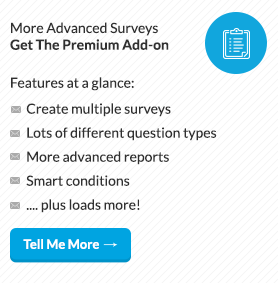 More Advanced Surveys
Get The Premium Add-on
Features at a glance:
Create multiple surveys
Lots of different question types
More advanced reports
Smart conditions
.... plus loads more!
Tell Me More →